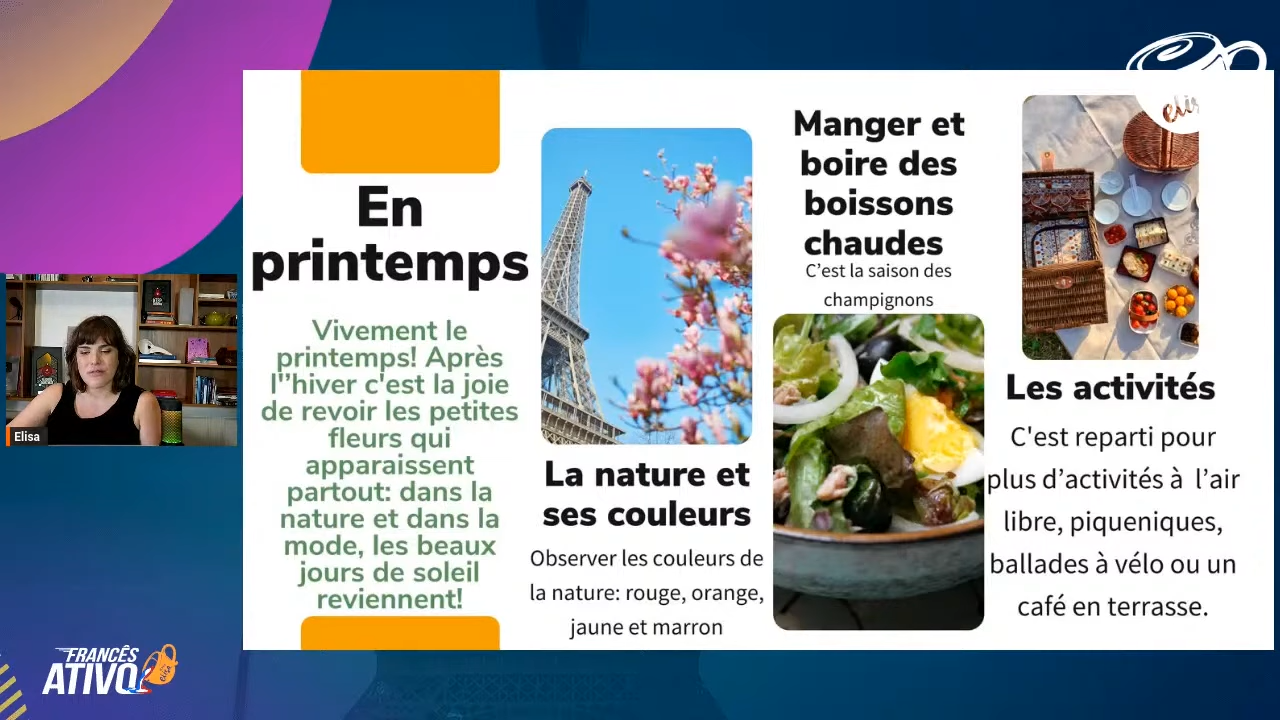 En
printemps
Vivement le
printemps! Après
l'’hiver c'est la joie
de revoir les petites
fleurs qui
apparaissent
partout: dans la
nature et dans la
mode, les beaux
jours de soleil
reviennent!
La nature et
ses couleurs
Observer les couleurs de
la nature: rouge, orange,
jaune et marron
Manger et
boire des
boissons
chaudes
C’est la saison des
champignons
Les activités
C'est reparti pour
plus d’activités à l’air
libre, piqueniques,
ballades à vélo ou un
café en terrasse.
Elisa
FRANCÊS
ATIVO